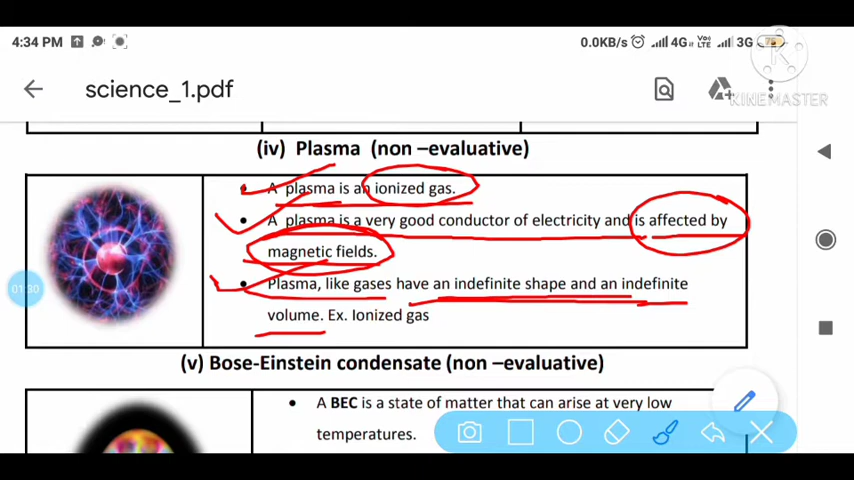 4:34 PM
0.0KB/s 4G Vo) LTE 3G 76
science_1.pdf
KINEMASTER
(iv) Plasma (non –evaluative)
• A plasma is an ionized gas.
• A plasma is a very good conductor of electricity and is affected by
magnetic fields.
• Plasma, like gases have an indefinite shape and an indefinite
volume. Ex. Ionized gas
01:30
(v) Bose-Einstein condensate (non –evaluative)
• A BEC is a state of matter that can arise at very low
temperatures.